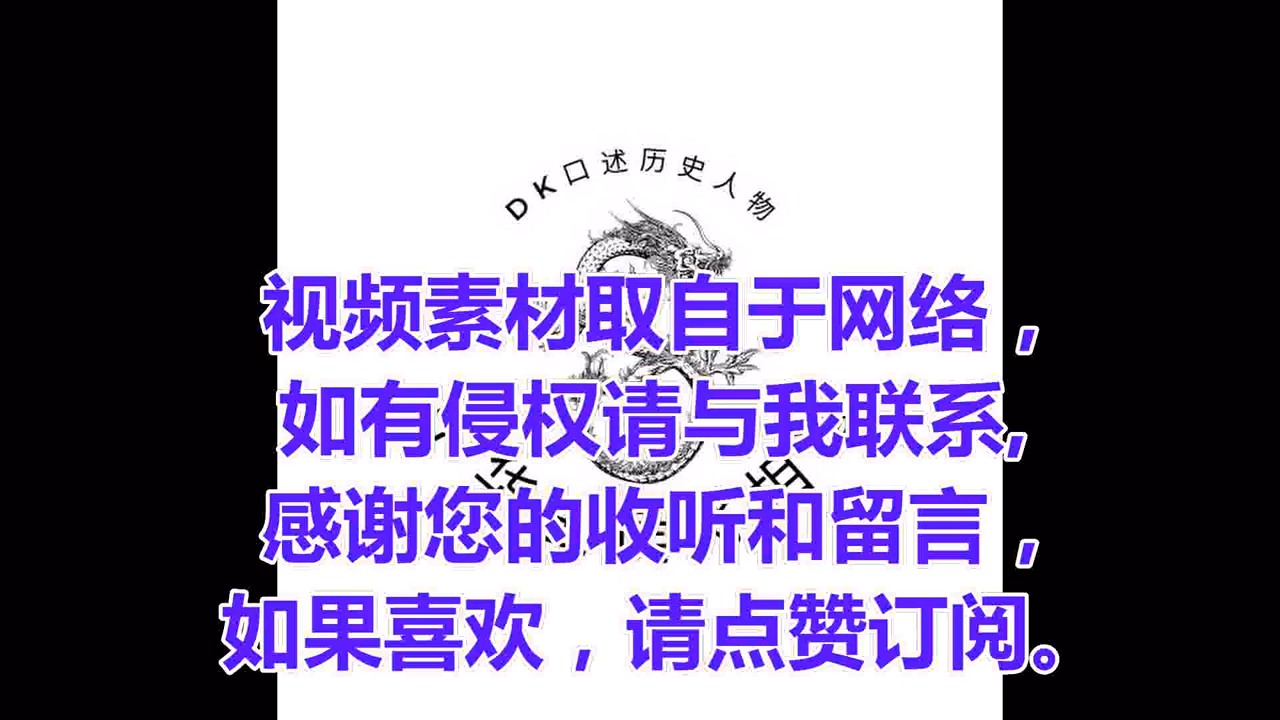 DK口述历史人物
视频素材取自于网络，
如有侵权请与我联系,
感谢您的收听和留言，
如果喜欢，请点赞订阅。